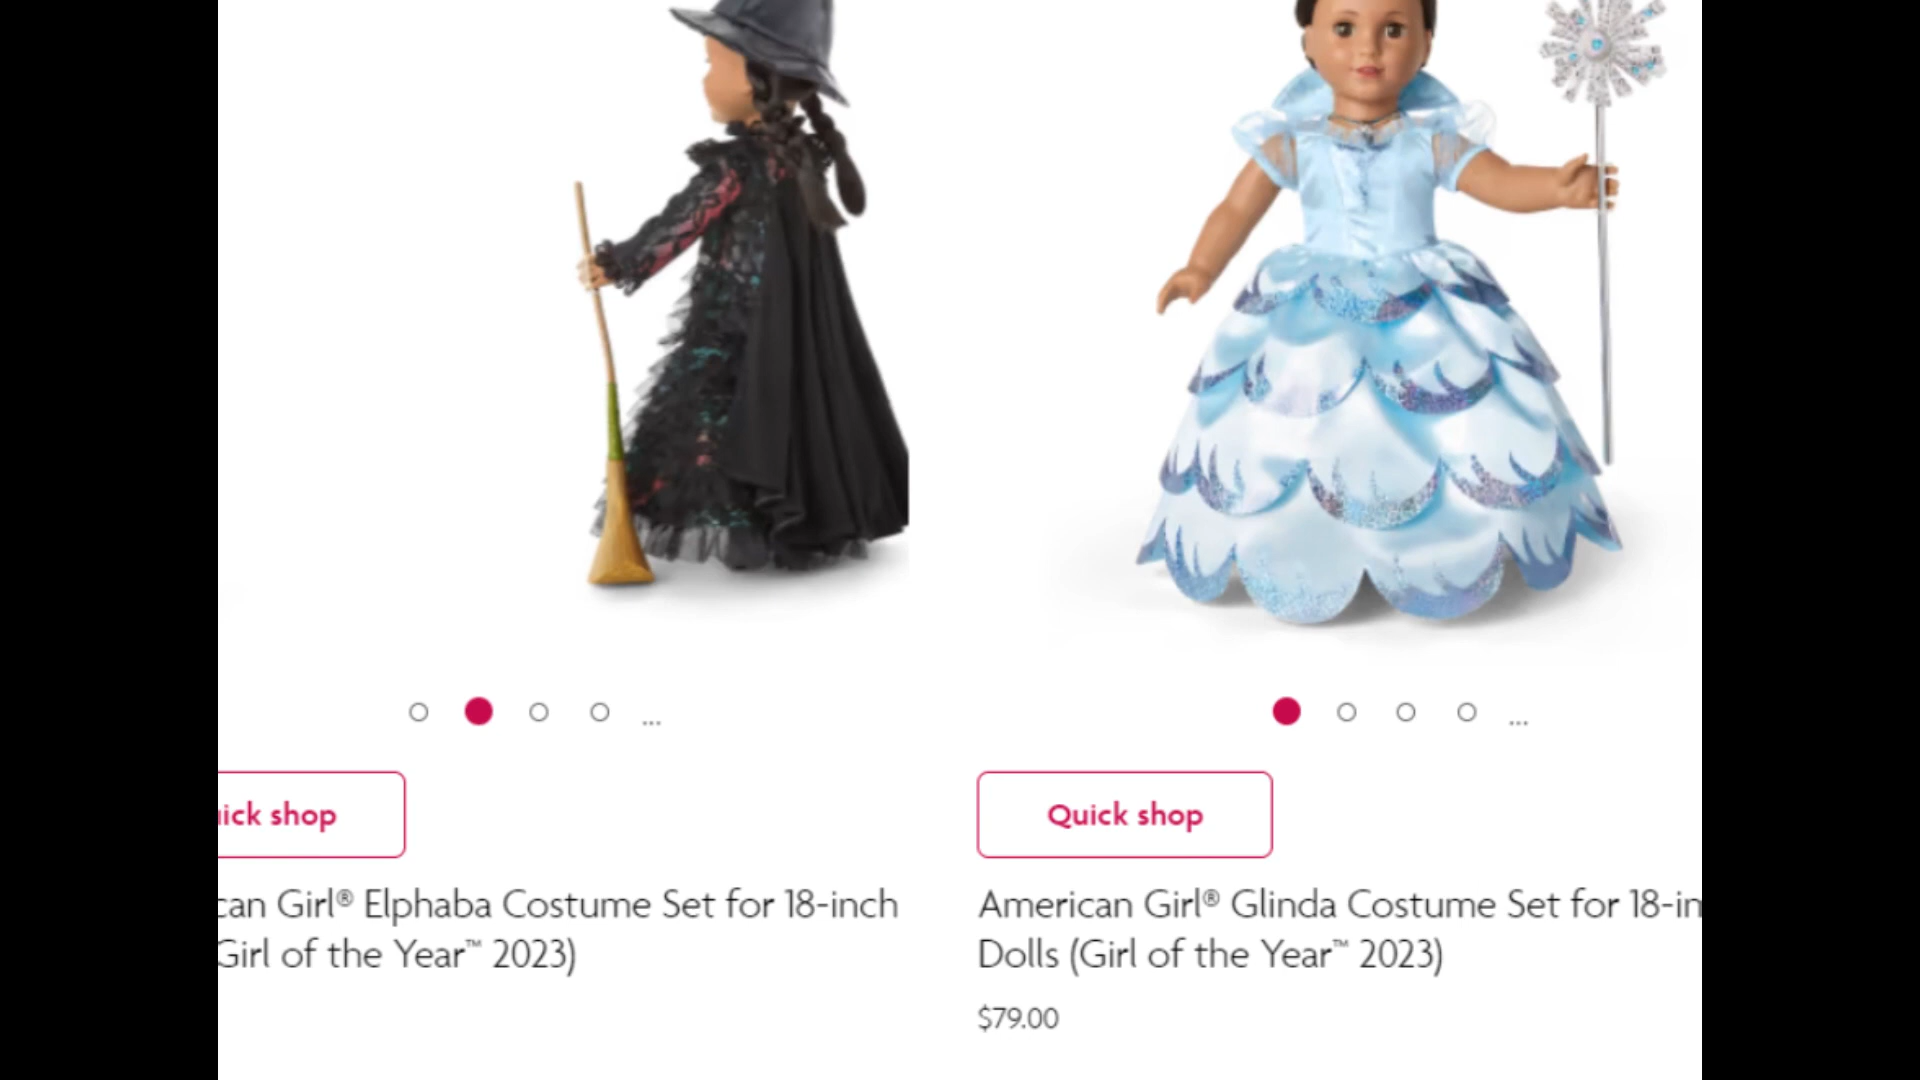 ick shop
Quick shop
can Girl® Elphaba Costume Set for 18-inch
Girl of the Year™ 2023)
American Girl® Glinda Costume Set for 18-in
Dolls (Girl of the Year™ 2023)
$79.00